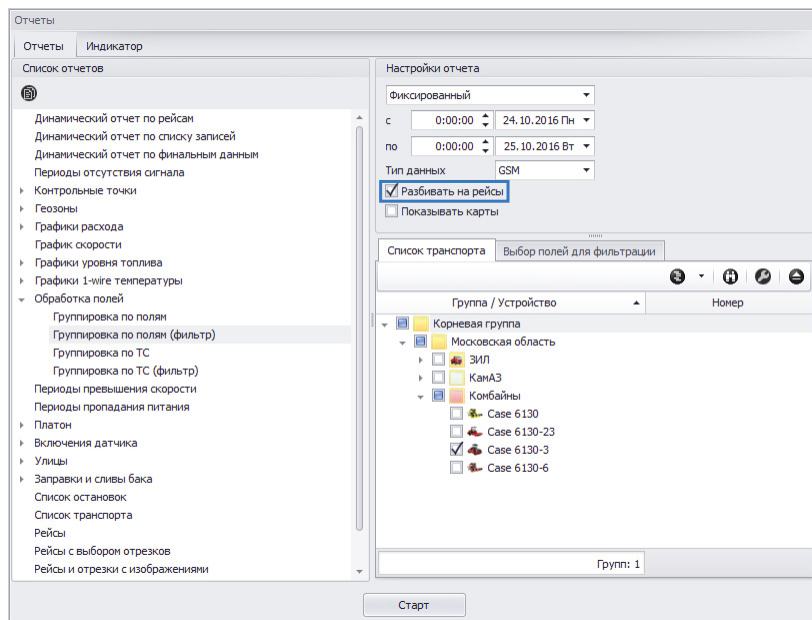 Отчеты
Отчеты Индикатор
Список отчетов
Динамический отчет по рейсам
Динамический отчет по списку записей
Динамический отчет по финальным данным
Периоды отсутствия сигнала
Контрольные точки
Геозоны
Графики расхода
График скорости
Графики уровня топлива
Графики 1-wire температуры
Обработка полей
Группировка по полям
Группировка по полям (фильтр)
Группировка по ТС
Группировка по ТС (фильтр)
Периоды превышения скорости
Периоды пропадания питания
Платон
Включения датчика
Улицы
Заправки и сливы бака
Список остановок
Список транспорта
Рейсы
Рейсы с выбором отрезков
Рейсы и отрезки с изображениями
Настройки отчета
Фиксированный
с 0:00:00 24.10.2016 Пн
по 0:00:00 25.10.2016 Вт
Тип данных GSM
Разбивать на рейсы
Показывать карты
Список транспорта Выбор полей для фильтрации
Группа / Устройство Номер
Корневая группа
Московская область
ЗИЛ
КамАЗ
Комбайны
Case 6130
Case 6130-23
Case 6130-3
Case 6130-6
Групп: 1
Старт